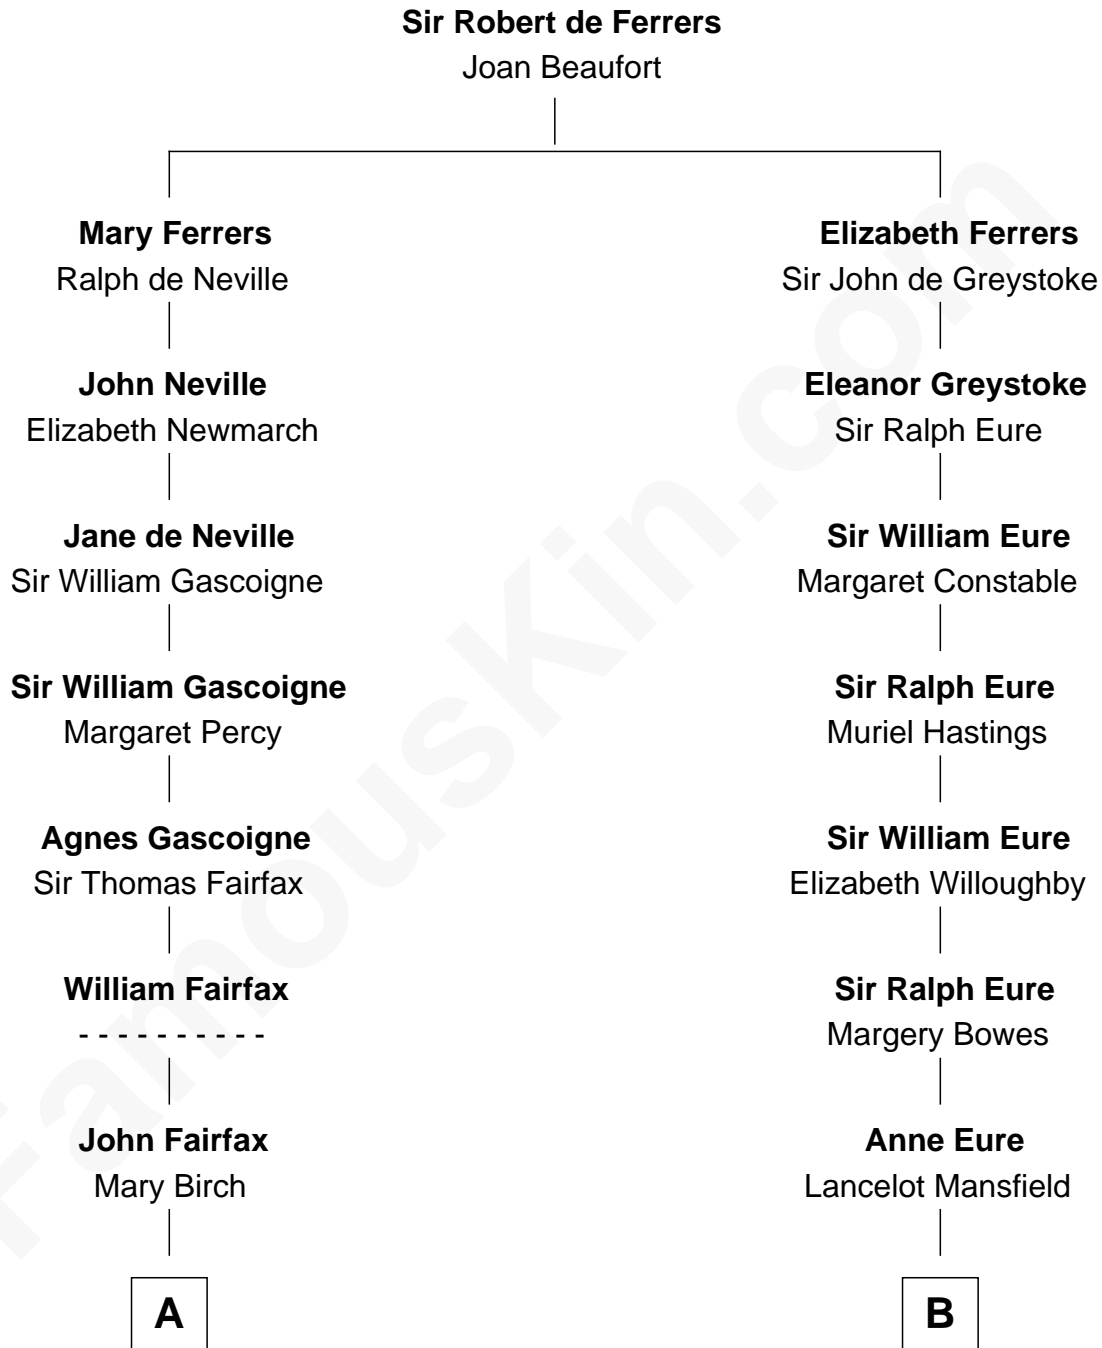 Sir Robert de Ferrers
Joan Beaufort
Mary Ferrers
Ralph de Neville
John Neville
Elizabeth Newmarch
Jane de Neville
Sir William Gascoigne
Sir William Gascoigne
Margaret Percy
Agnes Gascoigne
Sir Thomas Fairfax
William Fairfax
- - - - - - - - - -
John Fairfax
Mary Birch
A
Elizabeth Ferrers
Sir John de Greystoke
Eleanor Greystoke
Sir Ralph Eure
Sir William Eure
Margaret Constable
Sir Ralph Eure
Muriel Hastings
Sir William Eure
Elizabeth Willoughby
Sir Ralph Eure
Margery Bowes
Anne Eure
Lancelot Mansfield
B
FamousKin.com